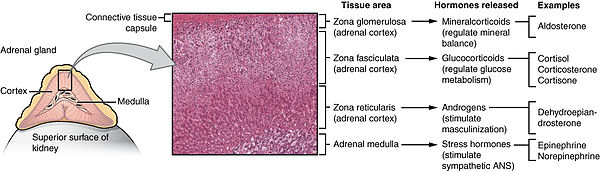 Tissue area
Hormones released
Examples
Connective tissue
capsule
Adrenal gland
Cortex
Medulla
Superior surface of
kidney
Zona glomerulosa
(adrenal cortex)
Mineralcorticoids
(regulate mineral
balance)
Aldosterone
Zona fasciculata
(adrenal cortex)
Glucocorticoids
(regulate glucose
metabolism)
Cortisol
Corticosterone
Cortisone
Zona reticularis
(adrenal cortex)
Androgens
(stimulate
masculinization)
Dehydroepian-
drosterone
Adrenal medulla
Stress hormones
(stimulate
sympathetic ANS)
Epinephrine
Norepinephrine